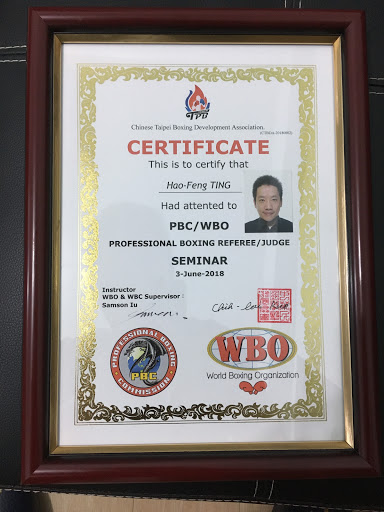 TPB
Chinese Taipei Boxing Development Association.
CERTIFICATE
This is to certify that
Hao-Feng TING
Had attented to
PBC/WBO
PROFESSIONAL BOXING REFEREE/JUDGE
SEMINAR
3-June-2018
Instructor
WBO & WBC Supervisor :
Samson Iu
PROFESSIONAL BOXING
COMMISSION
PBC
WBO
World Boxing Organization